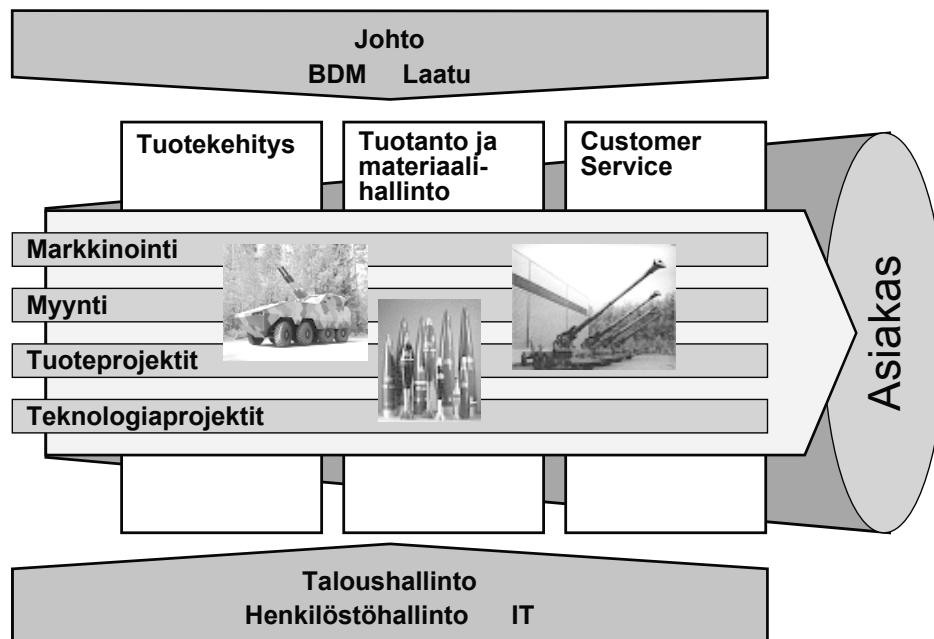 Johto
BDM Laatu
Tuotekehitys
Tuotanto ja
materiaali-
hallinto
Customer
Service
Markkinointi
Myynti
Tuoteprojektit
Teknologiaprojektit
Asiakas
Taloushallinto
Henkilöstöhallinto IT